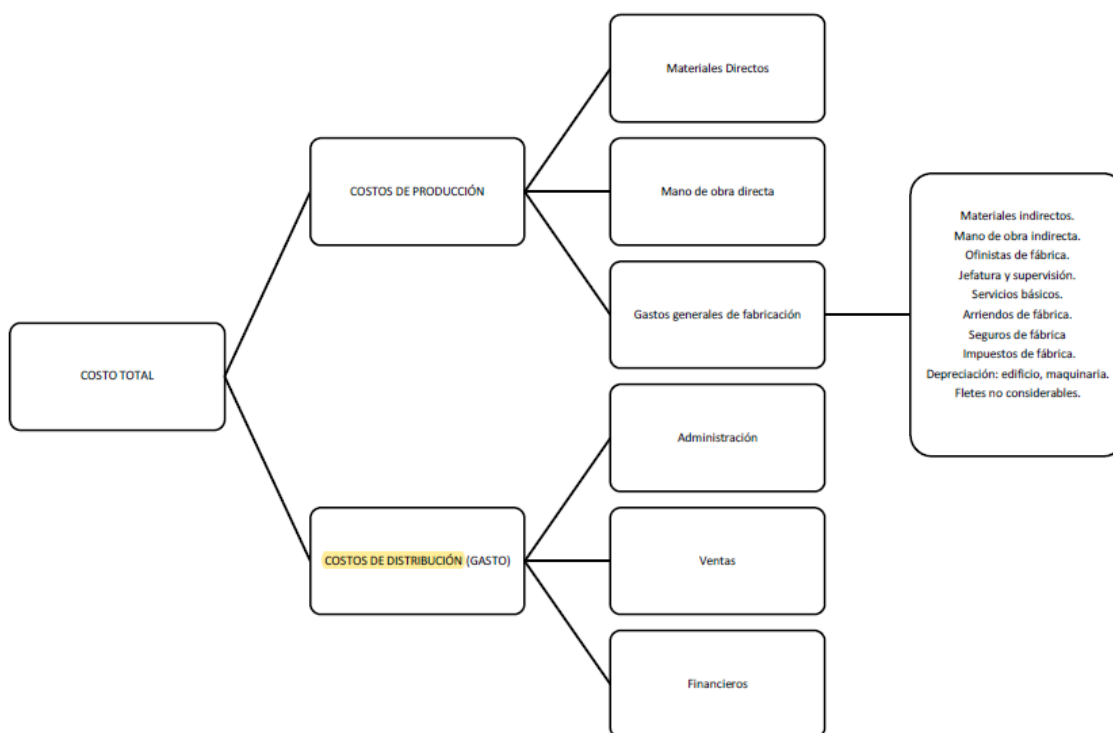 COSTO TOTAL
COSTOS DE PRODUCCIÓN
Materiales Directos
Mano de obra directa
Gastos generales de fabricación
Materiales indirectos.
Mano de obra indirecta.
Ofinistas de fábrica.
Jefatura y supervisión.
Servicios básicos.
Arriendos de fábrica.
Seguros de fábrica
Impuestos de fábrica.
Depreciación: edificio, maquinaria.
Fletes no considerables.
COSTOS DE DISTRIBUCIÓN (GASTO)
Administración
Ventas
Financieros